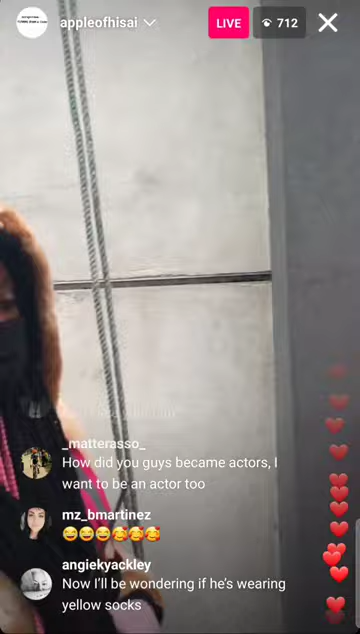 appleofhisai
LIVE
712
_matterasso_
How did you guys became actors, I
want to be an actor too
mz_bmartinez
😂😂😂🥰🥰🥰
angiekyackley
Now I'll be wondering if he's wearing
yellow socks